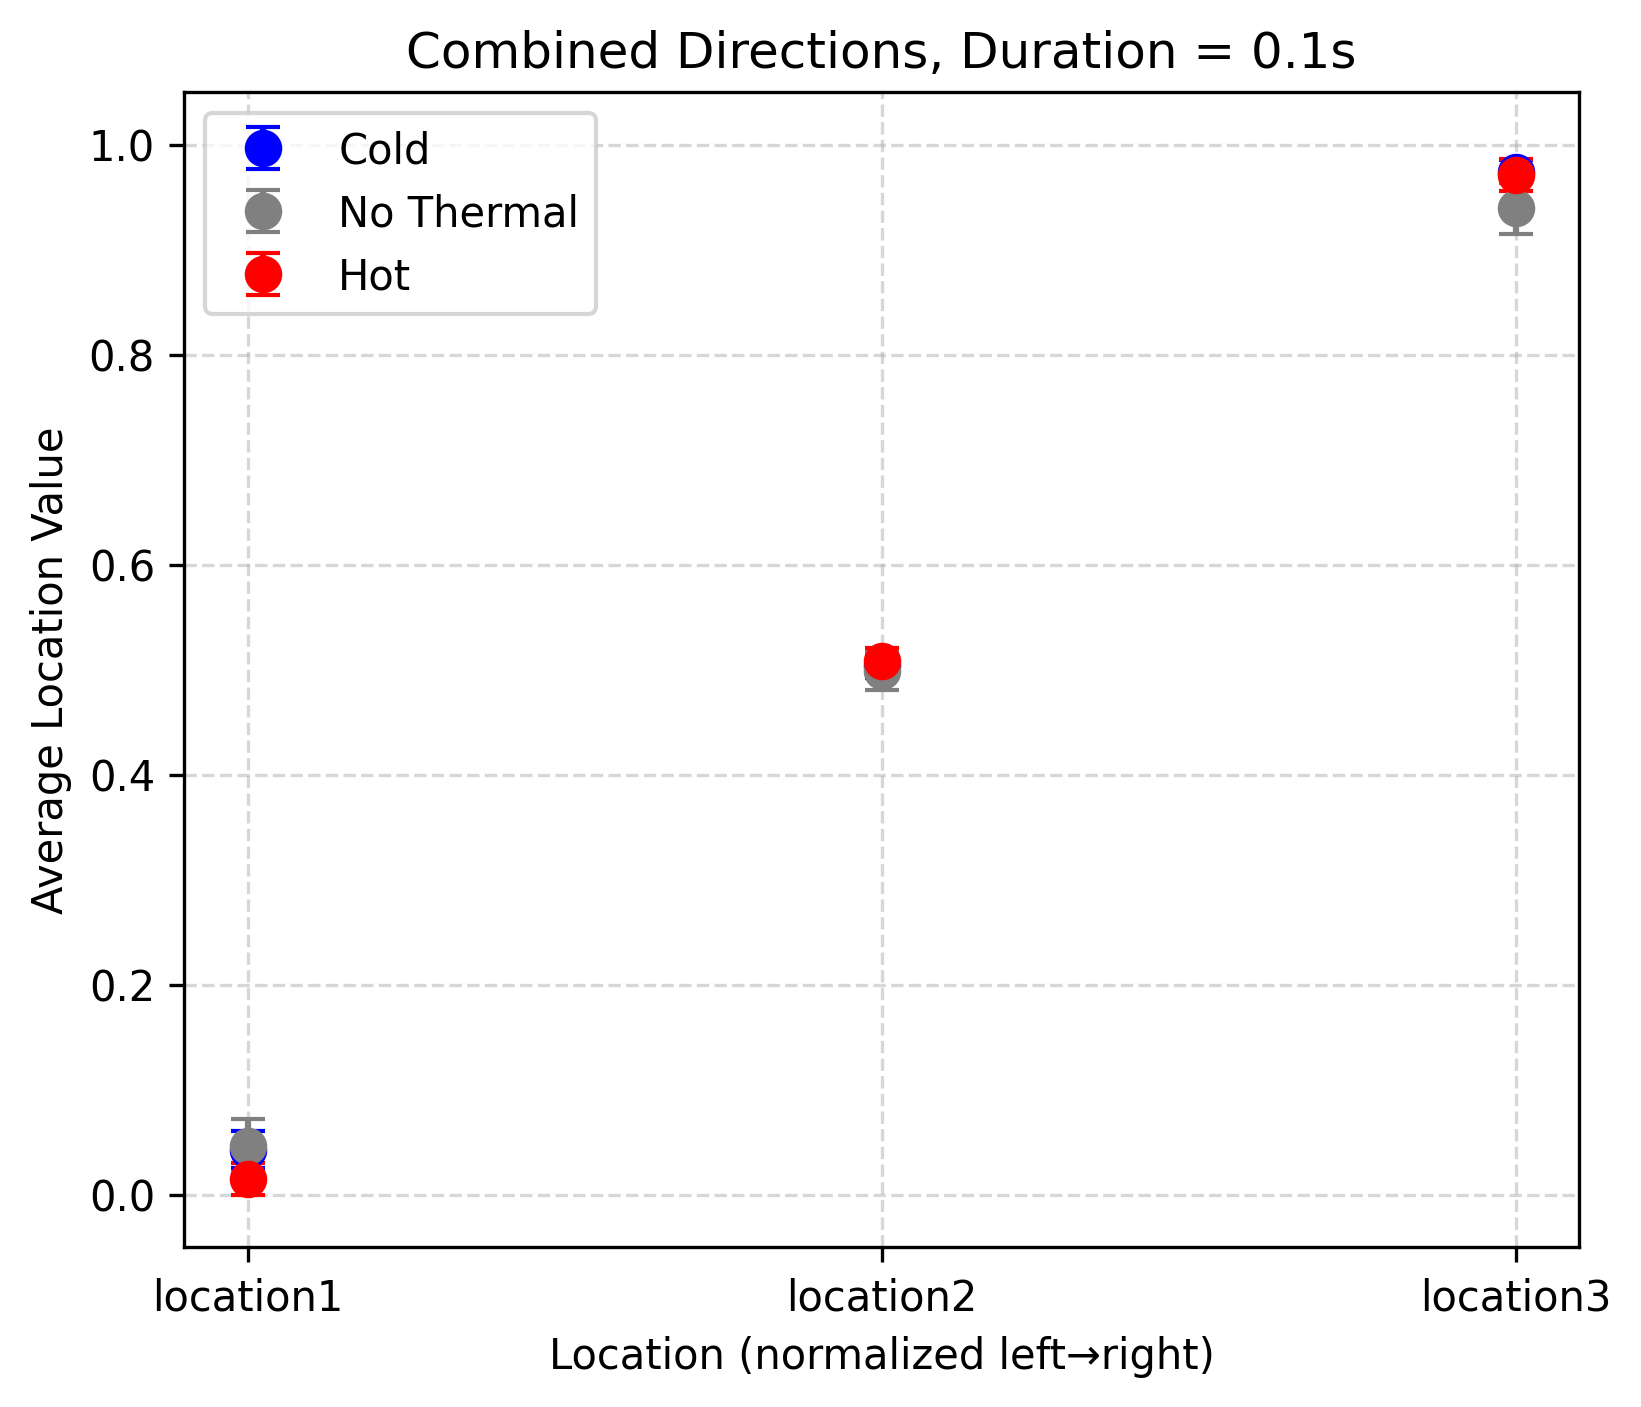 Combined Directions, Duration = 0.1s
Cold
No Thermal
Hot
1.0
0.8
0.6
0.4
0.2
0.0
Average Location Value
location1
location2
location3
Location (normalized left→right)